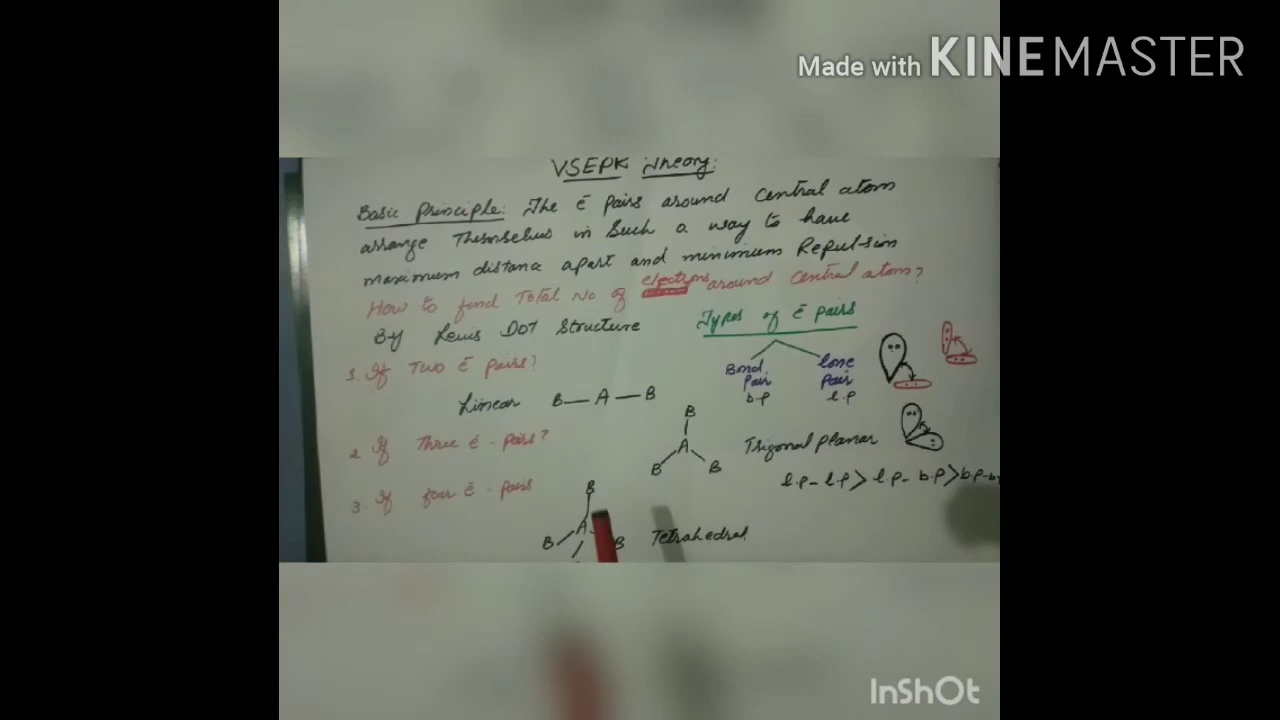 Made with KINEMASTER
VSEPR Theory:
Basic Principle: The ē pairs around Central atom
arrange Themselves in Such a way to have
maximum distance apart and minimum Repulsion
How to find Total No of electrons around Central atom?
By Lewis DOT Structure
Types of ē pairs
Bond Pair b.p
lone Pair l.p
1. If Two ē pairs?
Linear B—A—B
2. If Three ē - pairs?
B
A
B B
Trigonal planar
l.p - l.p > l.p - b.p > b.p - b.
3. If four ē - pairs
B
A
B B
Tetrahedral
InShOt